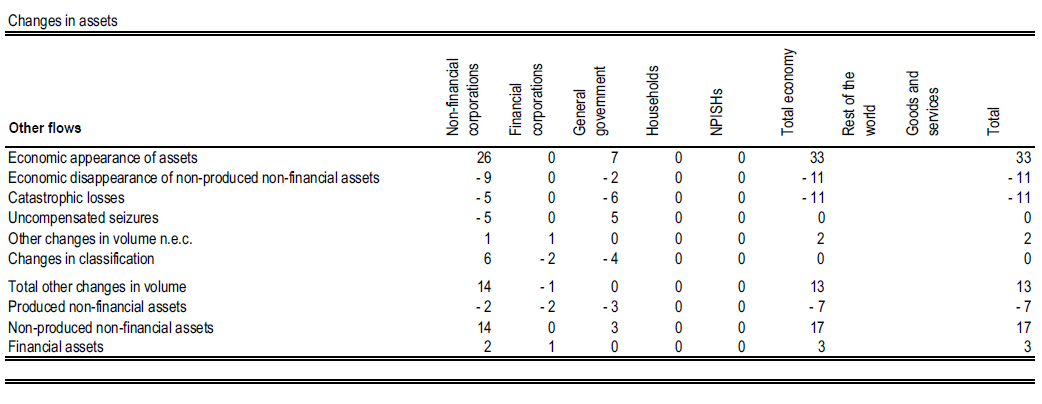 Changes in assets
Other flows Non-financial corporations Financial corporations General government Households NPISHs Total economy Rest of the world Goods and services Total
Economic appearance of assets 26 0 7 0 0 33 33
Economic disappearance of non-produced non-financial assets - 9 0 - 2 0 0 - 11 - 11
Catastrophic losses - 5 0 - 6 0 0 - 11 - 11
Uncompensated seizures - 5 0 5 0 0 0 0
Other changes in volume n.e.c. 1 1 0 0 0 2 2
Changes in classification 6 - 2 - 4 0 0 0 0
Total other changes in volume 14 - 1 0 0 0 13 13
Produced non-financial assets - 2 - 2 - 3 0 0 - 7 - 7
Non-produced non-financial assets 14 0 3 0 0 17 17
Financial assets 2 1 0 0 0 3 3